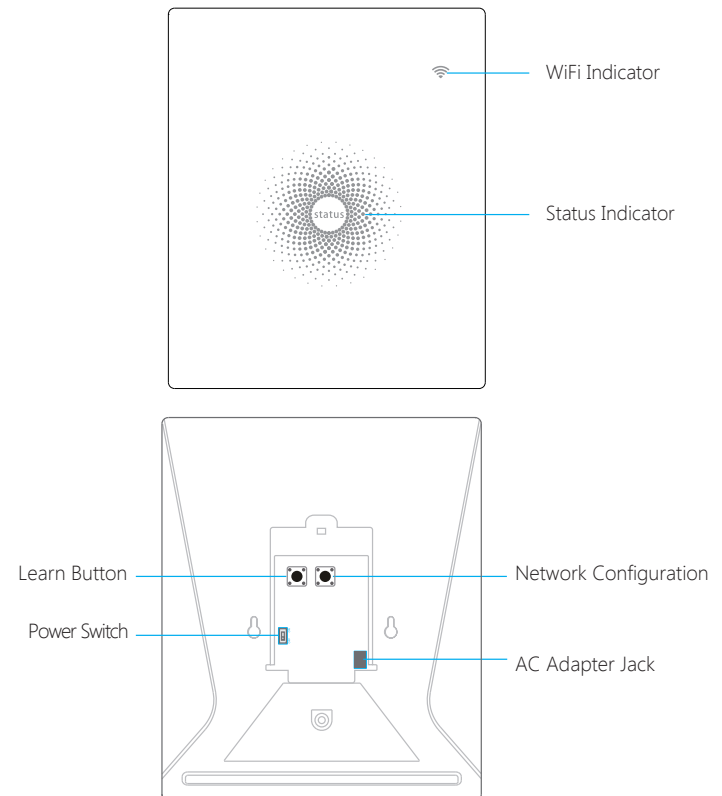 WiFi Indicator
status
Status Indicator
Learn Button
Network Configuration
Power Switch
AC Adapter Jack